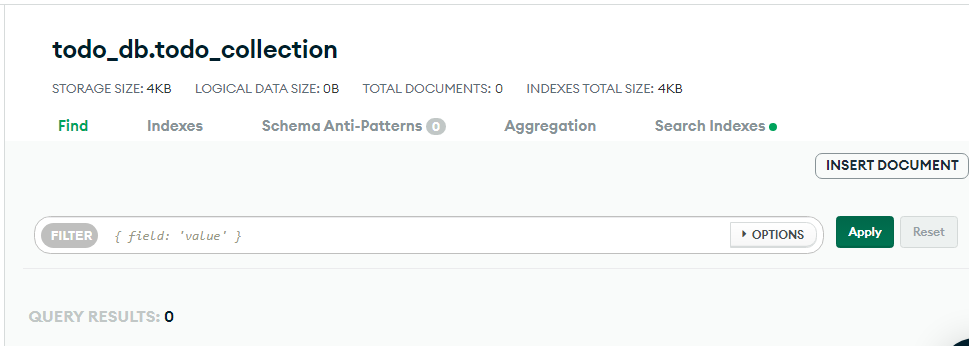 todo_db.todo_collection
STORAGE SIZE: 4KB LOGICAL DATA SIZE: 0B TOTAL DOCUMENTS: 0 INDEXES TOTAL SIZE: 4KB
Find Indexes Schema Anti-Patterns 0 Aggregation Search Indexes
INSERT DOCUMENT
FILTER { field: 'value' } OPTIONS Apply Reset
QUERY RESULTS: 0